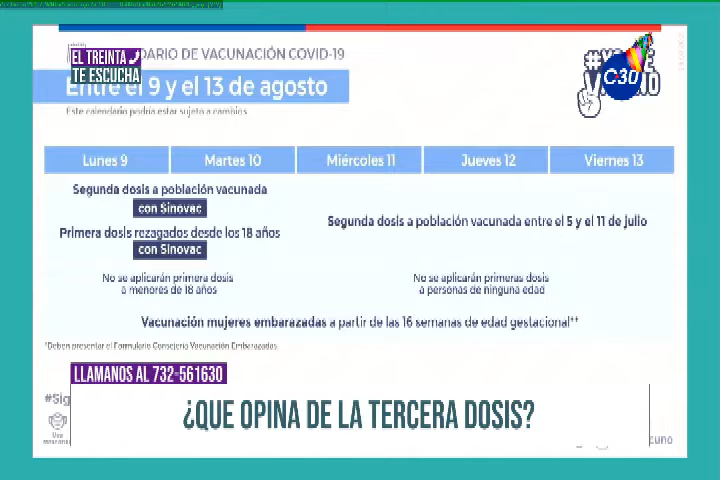 EL TREINTA
TE ESCUCHA
DARIO DE VACUNACIÓN COVID-19
Entre el 9 y el 13 de agosto
Este calendario podría estar sujeto a cambios
C30
Lunes 9
Martes 10
Miércoles 11
Jueves 12
Viernes 13
Segunda dosis a población vacunada
con Sinovac
Primera dosis rezagados desde los 18 años
con Sinovac
No se aplicarán primera dosis
a menores de 18 años
Segunda dosis a población vacunada entre el 5 y el 11 de julio
No se aplicarán primeras dosis
a personas de ninguna edad
Vacunación mujeres embarazadas a partir de las 16 semanas de edad gestacional**
*Deben presentar el Formulario Consejería Vacunación Embarazadas
LLAMANOS AL 732-561630
#Sig
¿QUE OPINA DE LA TERCERA DOSIS?
cuno